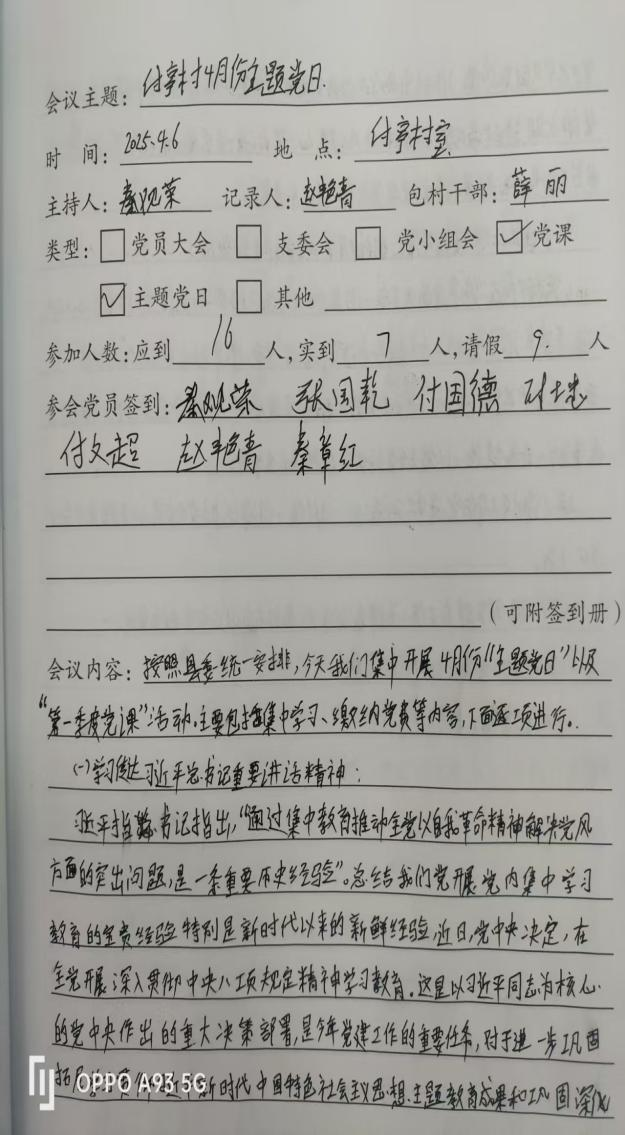 会议主题：付亭村4月份主题党日
时 间：2025.4.6 地 点：付亭村室
主持人：秦观荣 记录人：赵艳青 包村干部：薛丽
类型：□党员大会 □支委会 □党小组会 ☑党课
☑主题党日 □其他
参加人数：应到16人，实到7人，请假9.人
参会党员签到：秦观荣 张国乾 付国德
付文超 赵艳青 秦章红
（可附签到册）
会议内容：按照县委统一安排，今天我们集中开展4月份“主题党日”以及
“第一季度党课”活动。主要包括集中学习、缴纳党费等内容，下面逐项进行。
(一)学习传达习近平总书记重要讲话精神：
习近平总书记指出，“通过集中教育推动全党以自我革命精神解决党风
方面的突出问题，是一条重要历史经验”。总结我们党开展党内集中学习
教育的宝贵经验特别是新时代以来的新鲜经验，近日，党中央决定，在
全党开展深入贯彻中央八项规定精神学习教育。这是以习近平同志为核心
的党中央作出的重大决策部署，是今年党建工作的重要任务，对于进一步巩固
拓展 新时代中国特色社会主义思想主题教育成果和巩固深化
OPPO A93 5G